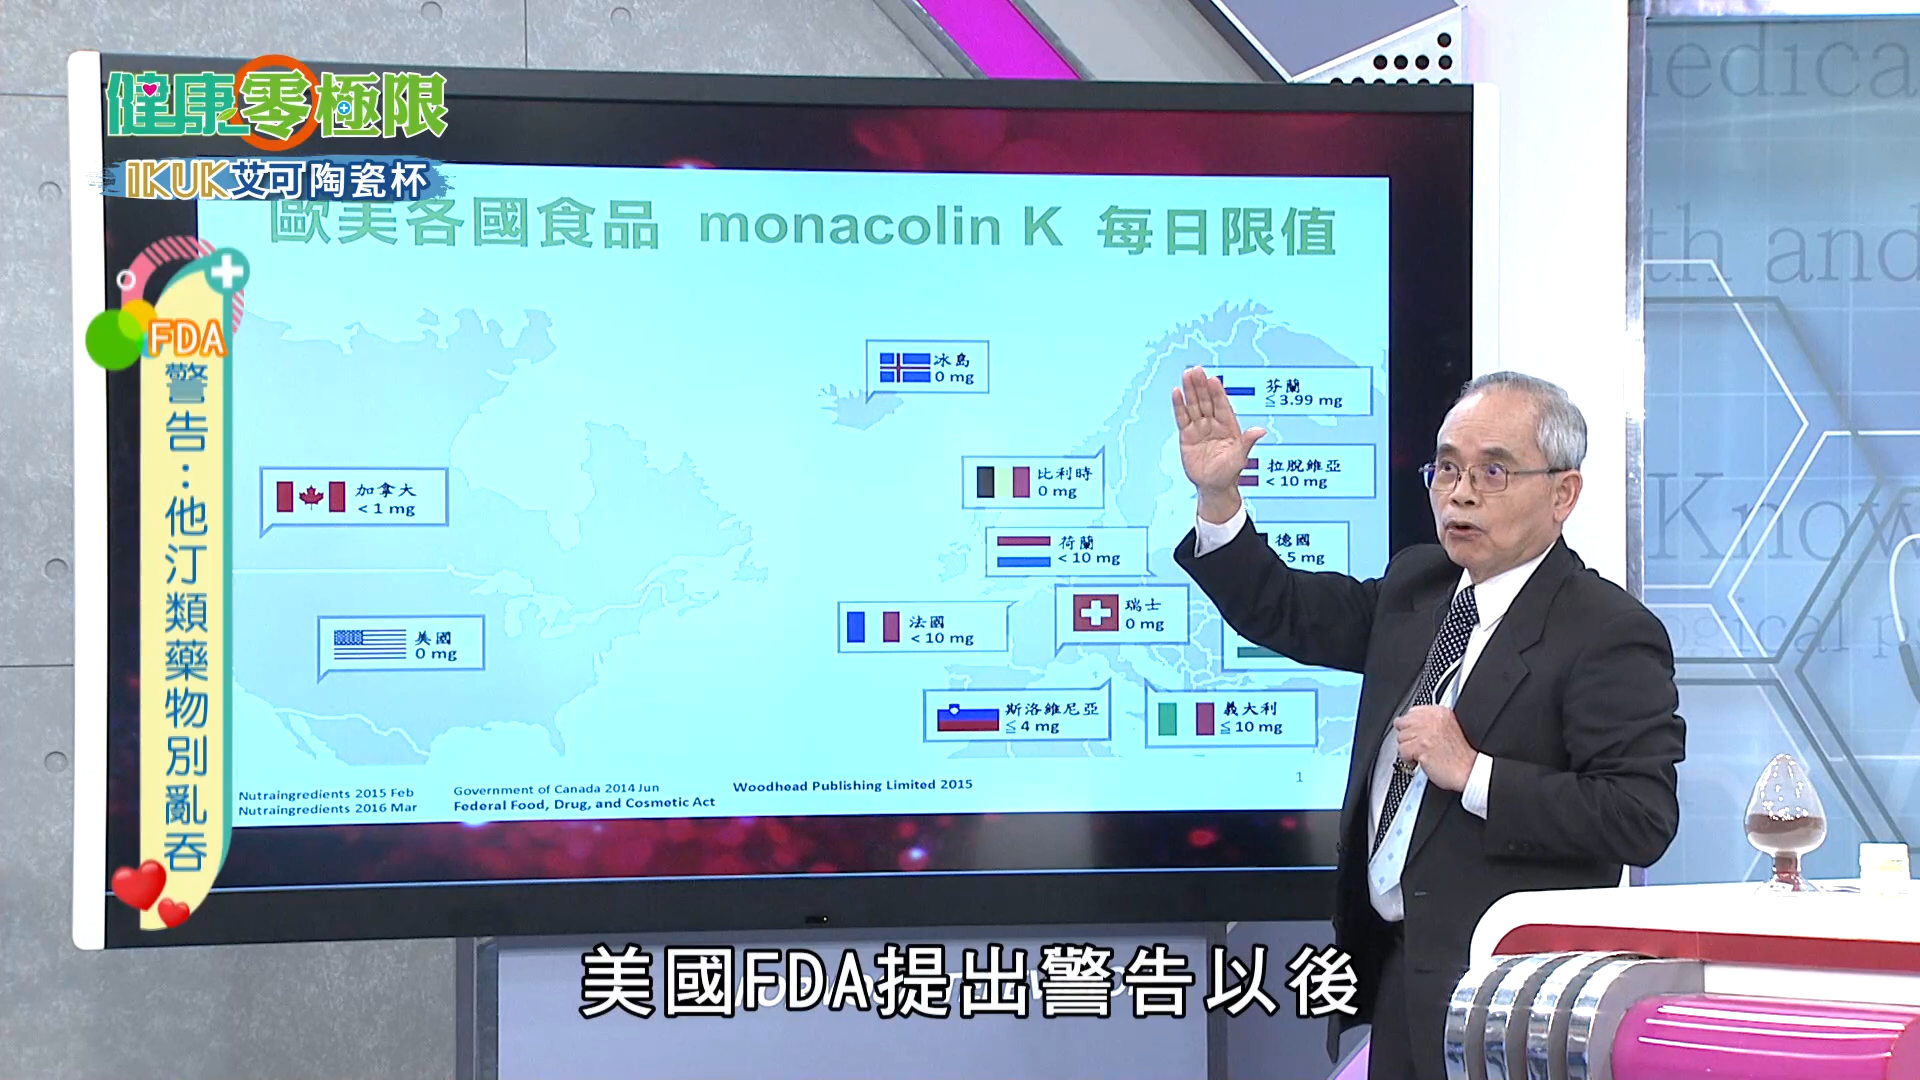 健康零極限
1KUK艾可陶瓷杯
FDA
警告：他汀類藥物別亂吞
歐美各國食品 monacolin K 每日限值
冰島
0 mg
芬蘭
≦3.99 mg
加拿大
<1 mg
比利時
0 mg
拉脫維亞
<10 mg
荷蘭
<10 mg
德國
5 mg
美國
0 mg
法國
<10 mg
瑞士
0 mg
斯洛維尼亞
≦4 mg
義大利
≦10 mg
Nutraingredients 2015 Feb
Nutraingredients 2016 Mar
Government of Canada 2014 Jun
Federal Food, Drug, and Cosmetic Act
Woodhead Publishing Limited 2015
1
edica
th and
Know
ogical p
美國FDA提出警告以後